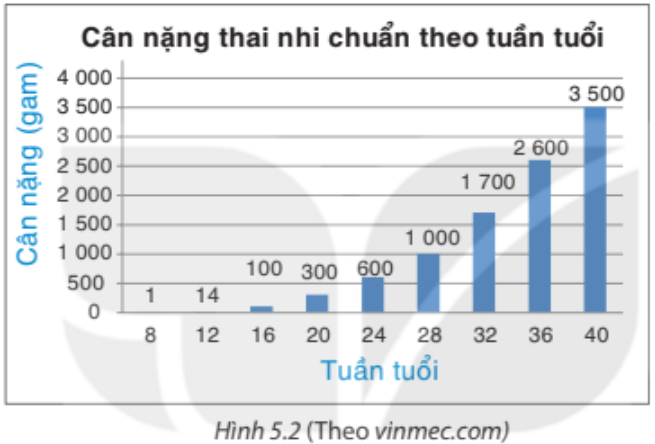 Cân nặng thai nhi chuẩn theo tuần tuổi
Cân nặng (gam)
4 000
3 500
3 000
2 500
2 000
1 500
1 000
500
0
1 14 100 300 600 1 000 1 700 2 600 3 500
8 12 16 20 24 28 32 36 40
Tuần tuổi
Hình 5.2 (Theo vinmec.com)